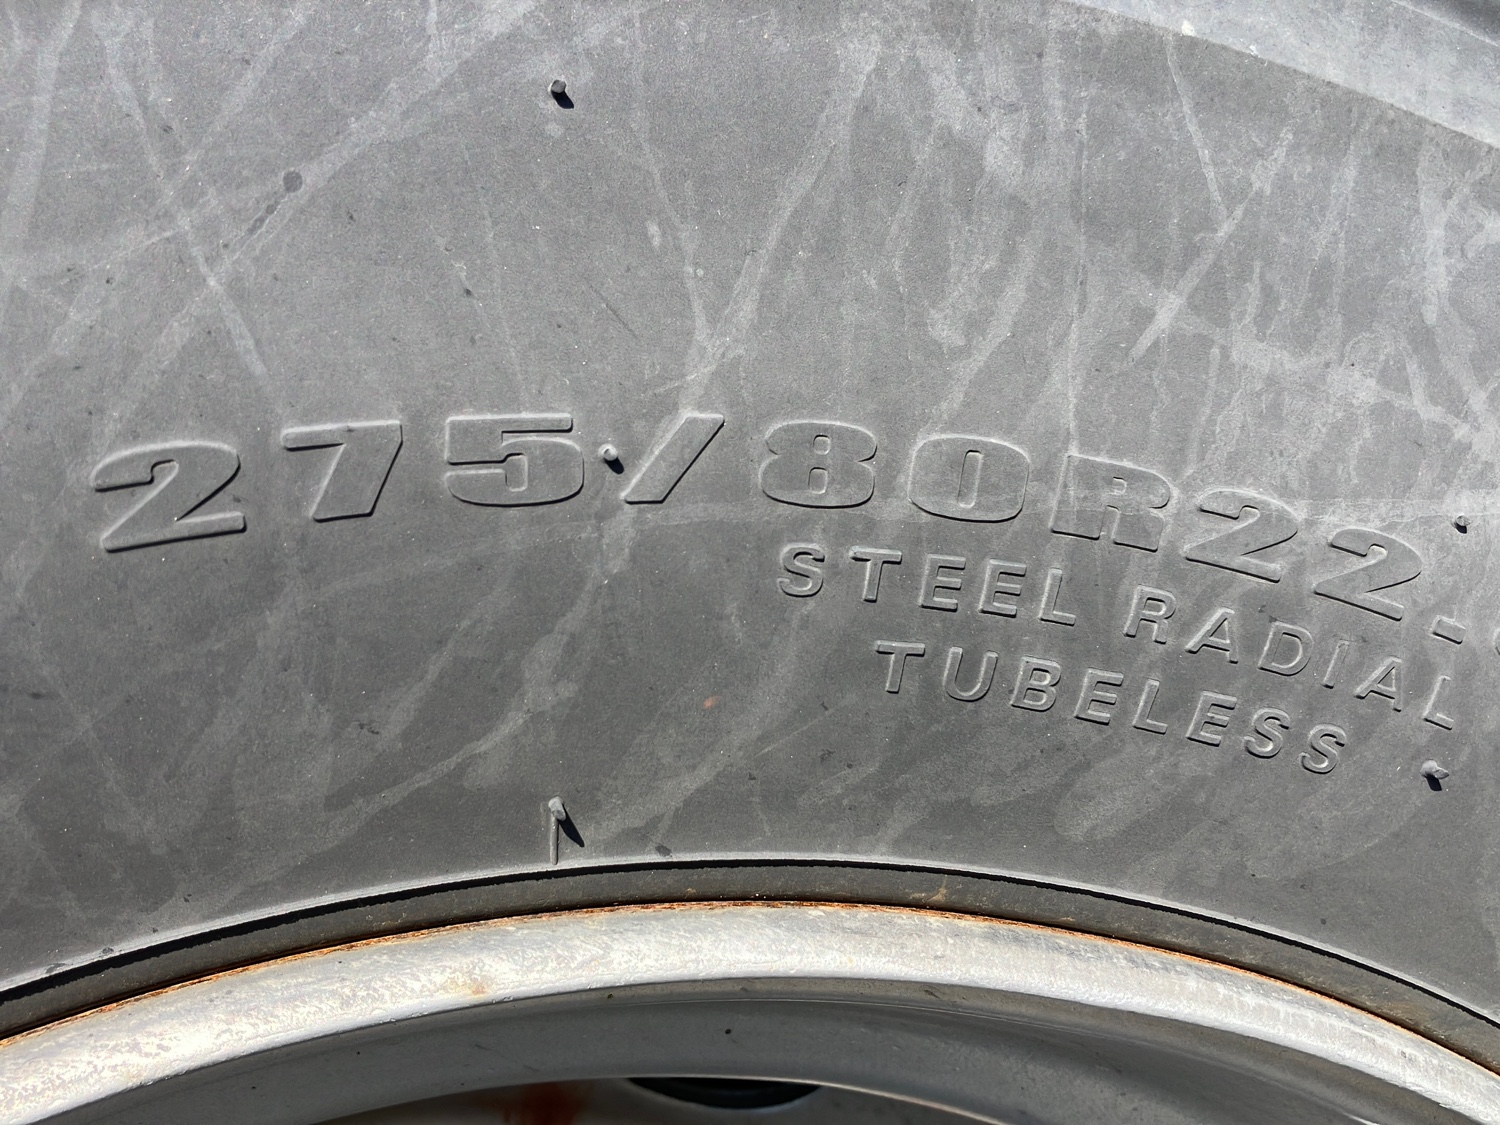 275/80R22.
STEEL RADIAL
TUBELESS